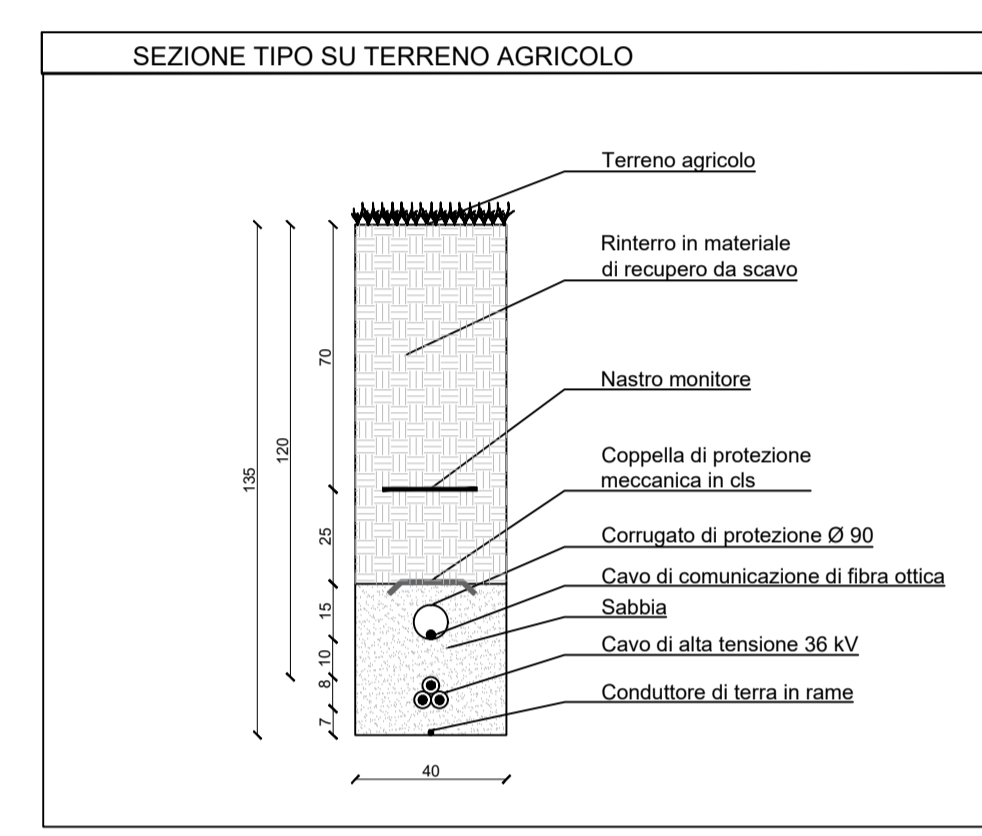 SEZIONE TIPO SU TERRENO AGRICOLO
Terreno agricolo
Rinterro in materiale
di recupero da scavo
Nastro monitore
Coppella di protezione
meccanica in cls
Corrugato di protezione Ø 90
Cavo di comunicazione di fibra ottica
Sabbia
Cavo di alta tensione 36 kV
Conduttore di terra in rame
135
120
70
25
15
10
8
7
40